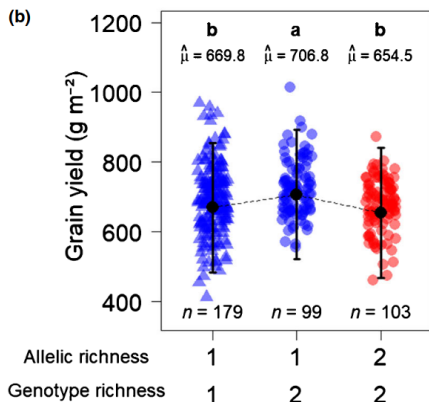 (b)
b a b
μ̂ = 669.8 μ̂ = 706.8 μ̂ = 654.5
Grain yield (g m⁻²)
1200
1000
800
600
400
n = 179 n = 99 n = 103
Allelic richness 1 1 2
Genotype richness 1 2 2